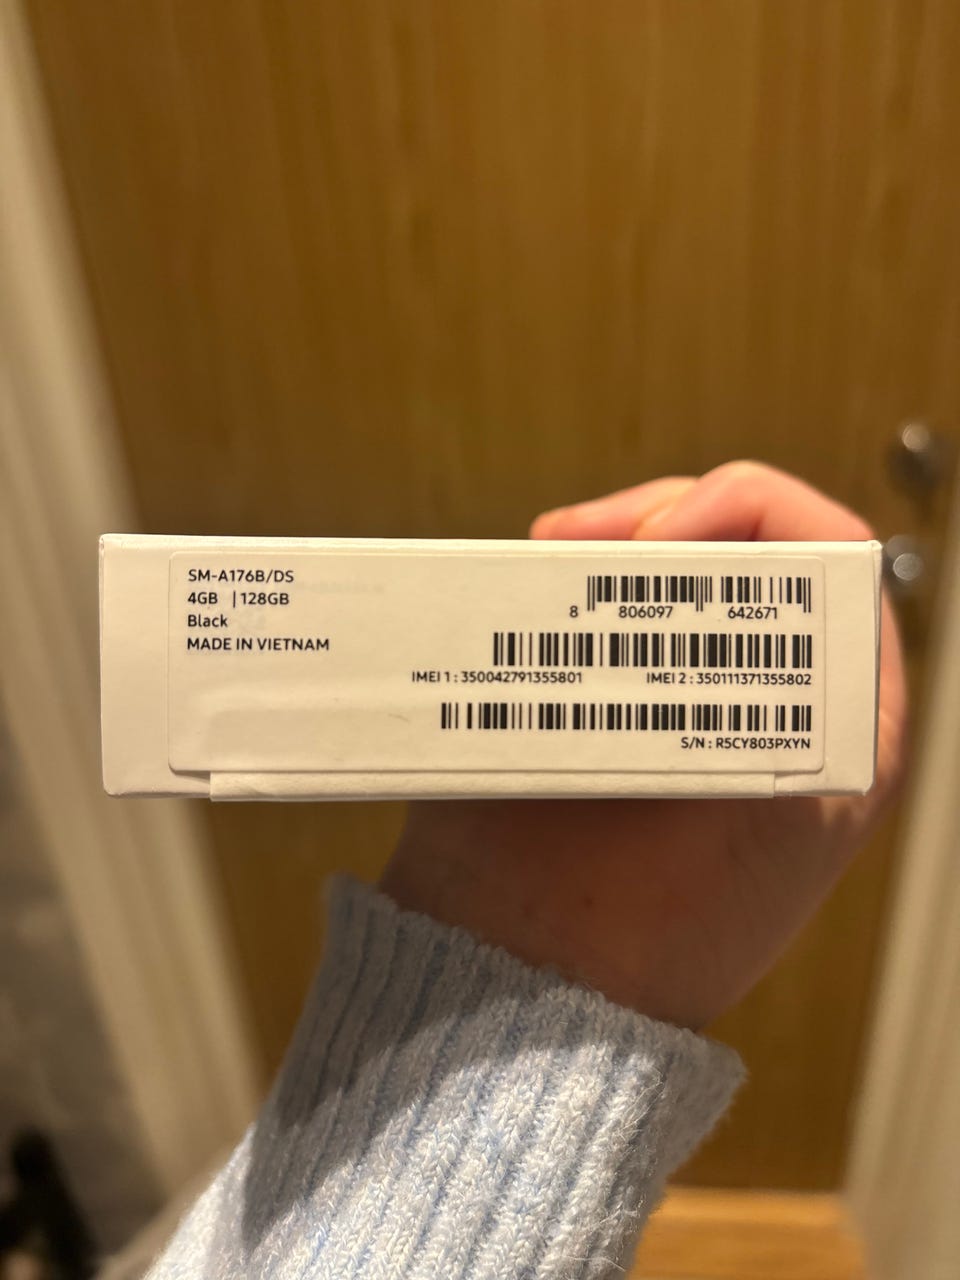 SM-A176B/DS
4GB | 128GB
Black
MADE IN VIETNAM
8 806097 642671
IMEI 1 : 350042791355801 IMEI 2 : 350111371355802
S/N : R5CY803PXYN